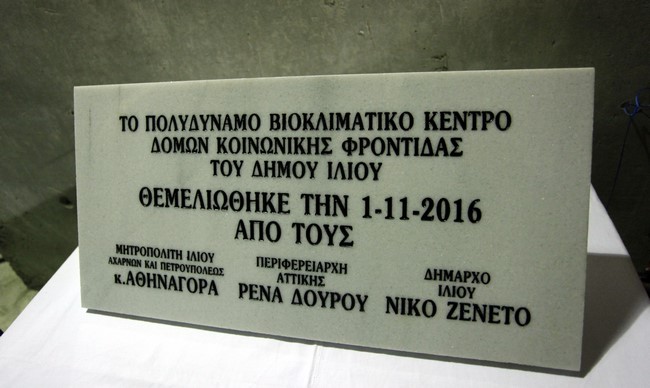 ΤΟ ΠΟΛΥΔΥΝΑΜΟ ΒΙΟΚΛΙΜΑΤΙΚΟ ΚΕΝΤΡΟ
ΔΟΜΩΝ ΚΟΙΝΩΝΙΚΗΣ ΦΡΟΝΤΙΔΑΣ
ΤΟΥ ΔΗΜΟΥ ΙΛΙΟΥ
ΘΕΜΕΛΙΩΘΗΚΕ ΤΗΝ 1-11-2016
ΑΠΟ ΤΟΥΣ
ΜΗΤΡΟΠΟΛΙΤΗ ΙΛΙΟΥ
ΑΧΑΡΝΩΝ ΚΑΙ ΠΕΤΡΟΥΠΟΛΕΩΣ
κ.ΑΘΗΝΑΓΟΡΑ
ΠΕΡΙΦΕΡΕΙΑΡΧΗ
ΑΤΤΙΚΗΣ
ΡΕΝΑ ΔΟΥΡΟΥ
ΔΗΜΑΡΧΟ
ΙΛΙΟΥ
ΝΙΚΟ ΖΕΝΕΤΟ